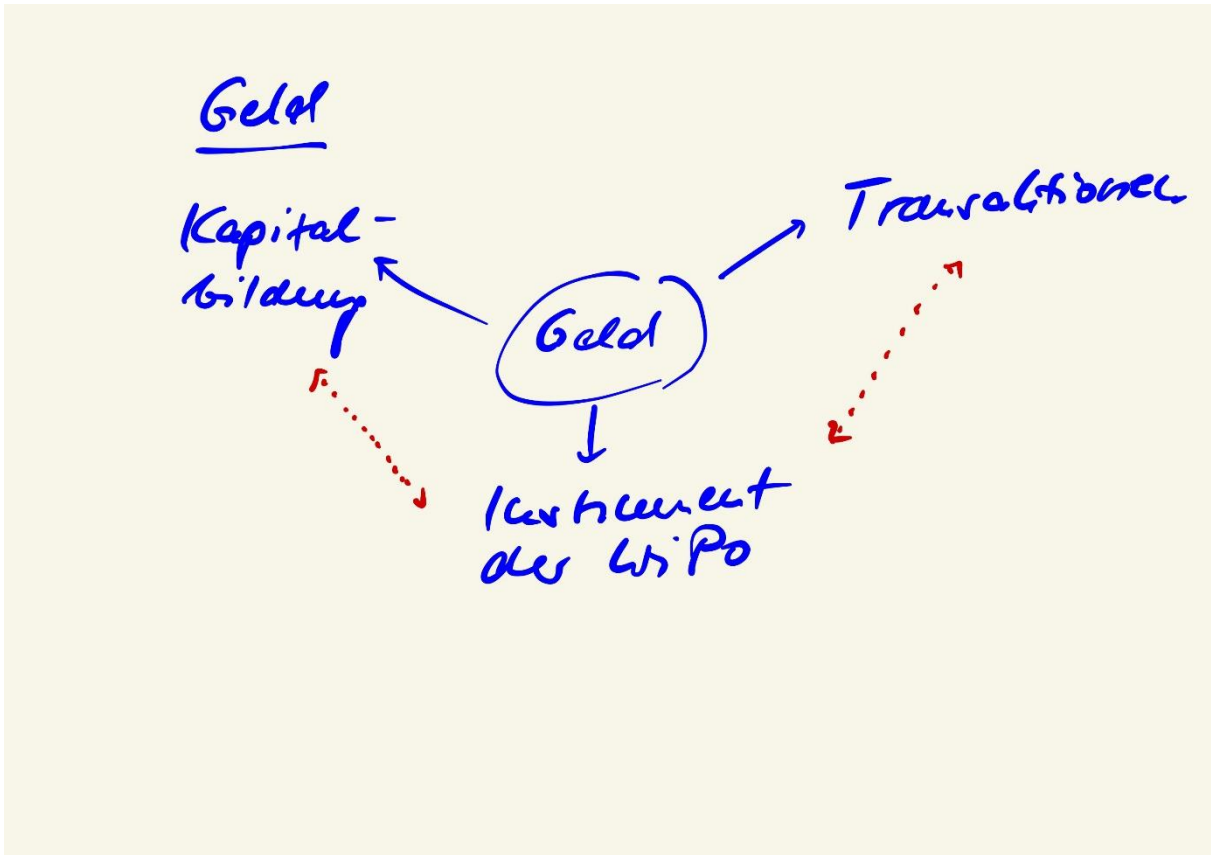 Geld
Kapital-
bildung
Transaktionen
Geld
Instrument
der WiPo